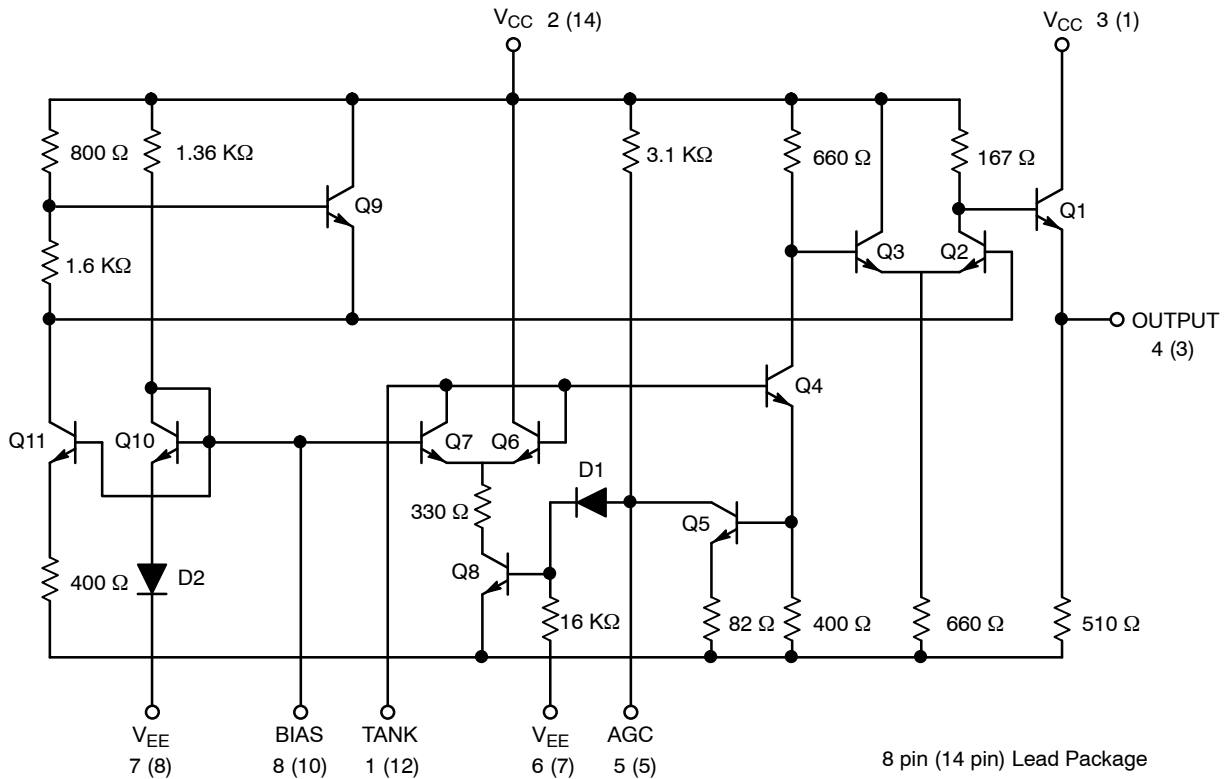 VCC 2 (14)
VCC 3 (1)
800 Ω
1.36 KΩ
3.1 KΩ
660 Ω
167 Ω
Q9
Q1
1.6 KΩ
Q3
Q2
OUTPUT
4 (3)
Q4
Q11
Q10
Q7
Q6
D1
330 Ω
Q5
Q8
400 Ω
D2
16 KΩ
82 Ω
400 Ω
660 Ω
510 Ω
VEE
7 (8)
BIAS
8 (10)
TANK
1 (12)
VEE
6 (7)
AGC
5 (5)
8 pin (14 pin) Lead Package